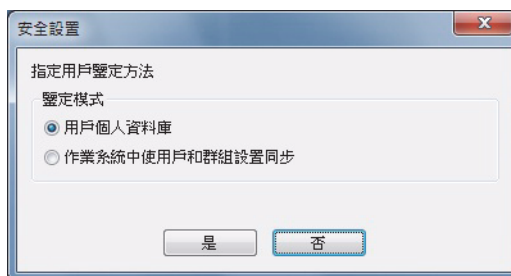 安全設置
指定用戶鑒定方法
鑒定模式
用戶個人資料庫
作業系統中使用戶和群組設置同步
是
否